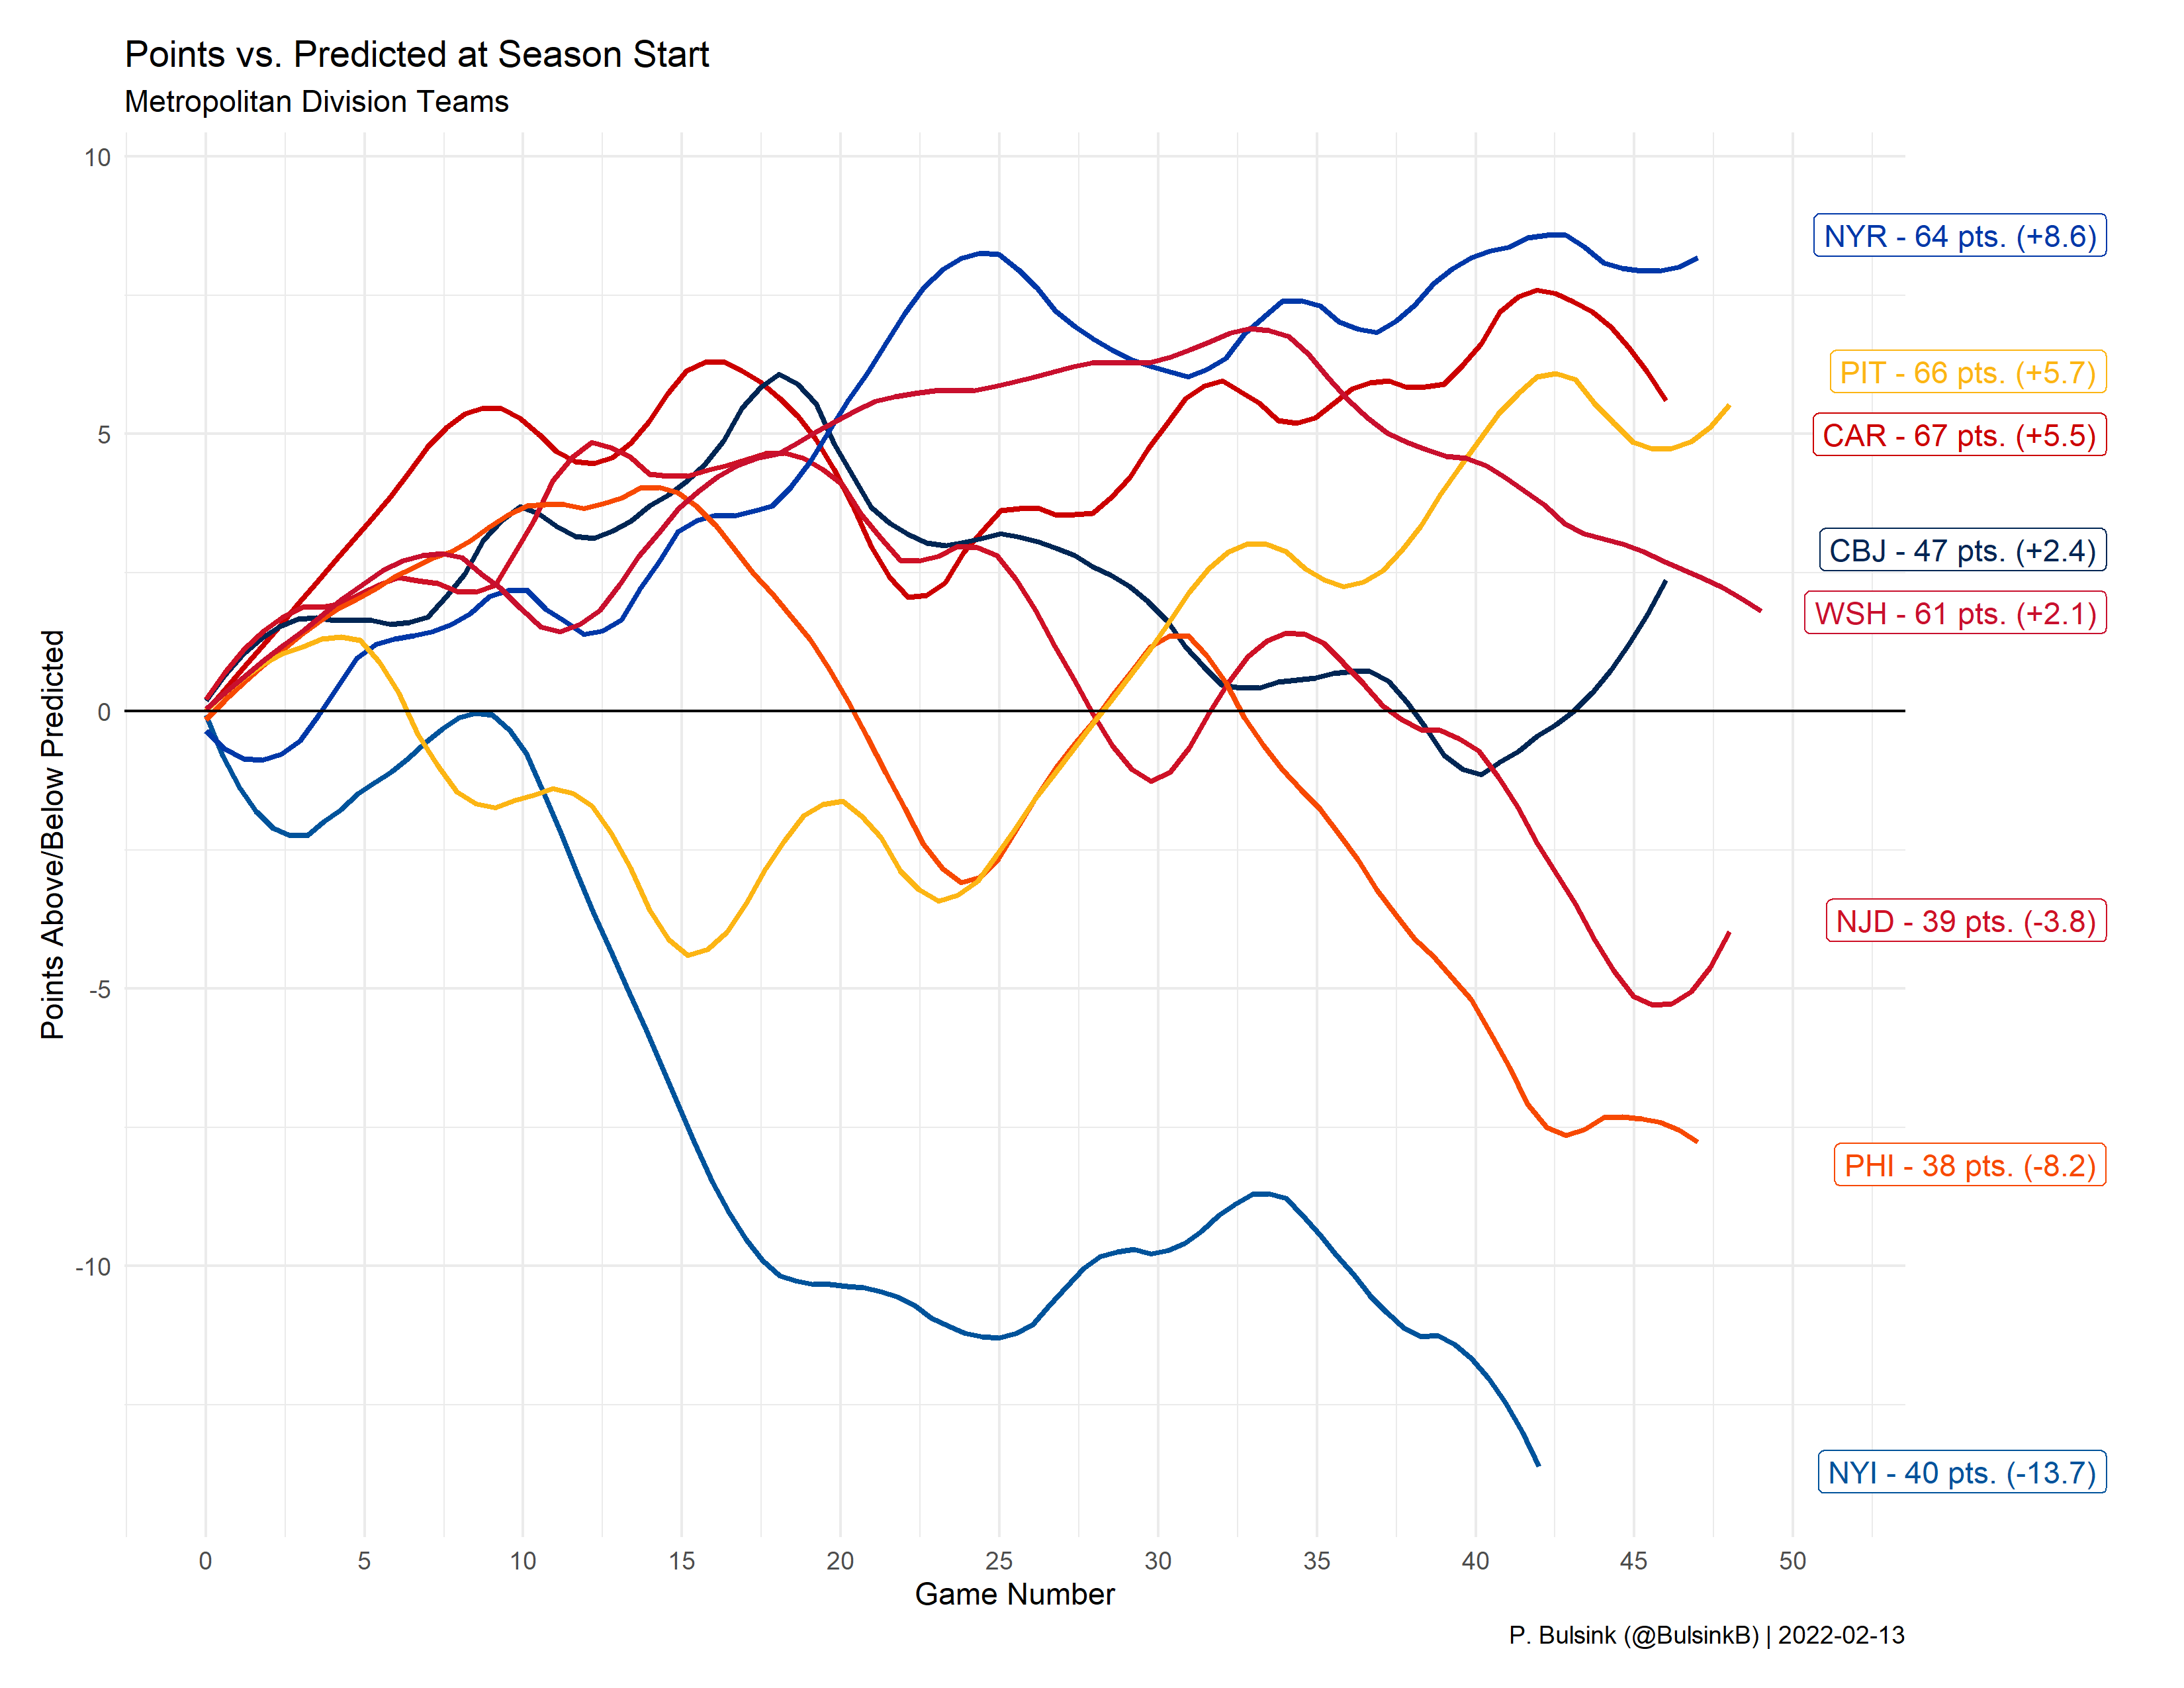 Points vs. Predicted at Season Start
Metropolitan Division Teams
Points Above/Below Predicted
10
5
0
-5
-10
NYR - 64 pts. (+8.6)
PIT - 66 pts. (+5.7)
CAR - 67 pts. (+5.5)
CBJ - 47 pts. (+2.4)
WSH - 61 pts. (+2.1)
NJD - 39 pts. (-3.8)
PHI - 38 pts. (-8.2)
NYI - 40 pts. (-13.7)
0 5 10 15 20 25 30 35 40 45 50
Game Number
P. Bulsink (@BulsinkB) | 2022-02-13